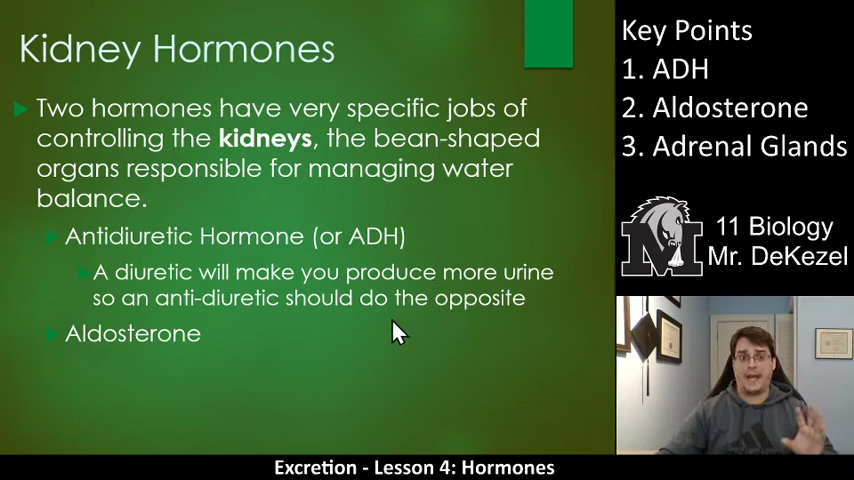 Kidney Hormones
Two hormones have very specific jobs of
controlling the kidneys, the bean-shaped
organs responsible for managing water
balance.
Antidiuretic Hormone (or ADH)
A diuretic will make you produce more urine
so an anti-diuretic should do the opposite
Aldosterone
Key Points
1. ADH
2. Aldosterone
3. Adrenal Glands
M
11 Biology
Mr. DeKezel
Excretion - Lesson 4: Hormones